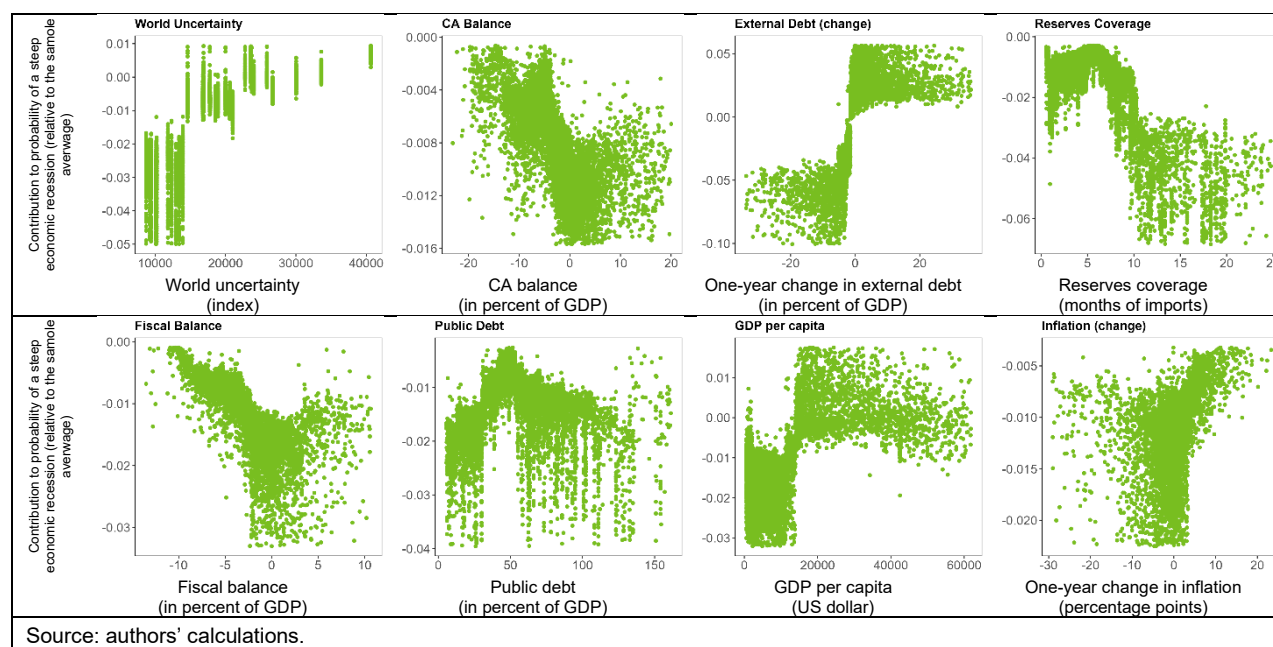 Contribution to probability of a steep
economic recession (relative to the samole
averwage)
World Uncertainty
0.01
0.00
-0.01
-0.02
-0.03
-0.04
-0.05
10000 20000 30000 40000
World uncertainty
(index)
CA Balance
0.000
-0.004
-0.008
-0.012
-0.016
-20 -10 0 10 20
CA balance
(in percent of GDP)
External Debt (change)
0.05
0.00
-0.05
-0.10
-20 0 20
One-year change in external debt
(in percent of GDP)
Reserves Coverage
0.00
-0.02
-0.04
-0.06
0 5 10 15 20 25
Reserves coverage
(months of imports)
Contribution to probability of a steep
economic recession (relative to the samole
averwage)
Fiscal Balance
0.00
-0.01
-0.02
-0.03
-10 -5 0 5 10
Fiscal balance
(in percent of GDP)
Public Debt
-0.01
-0.02
-0.03
-0.04
0 50 100 150
Public debt
(in percent of GDP)
GDP per capita
0.01
0.00
-0.01
-0.02
-0.03
0 20000 40000 60000
GDP per capita
(US dollar)
Inflation (change)
-0.005
-0.010
-0.015
-0.020
-30 -20 -10 0 10 20
One-year change in inflation
(percentage points)
Source: authors' calculations.